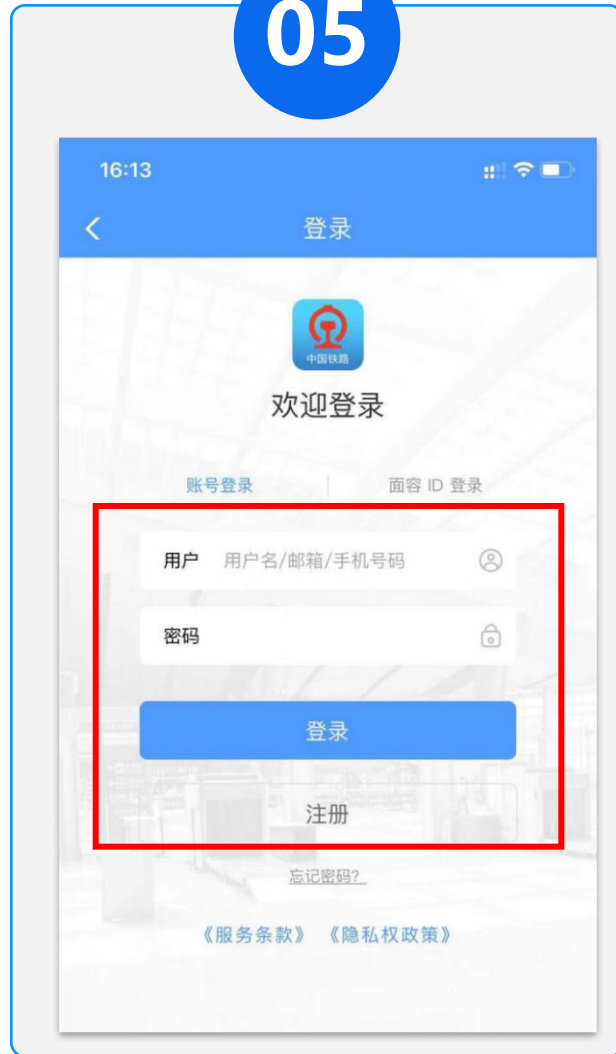 05
16:13
登录
中国铁路
欢迎登录
账号登录 面容 ID 登录
用户 用户名/邮箱/手机号码
密码
登录
注册
忘记密码?
《服务条款》 《隐私权政策》